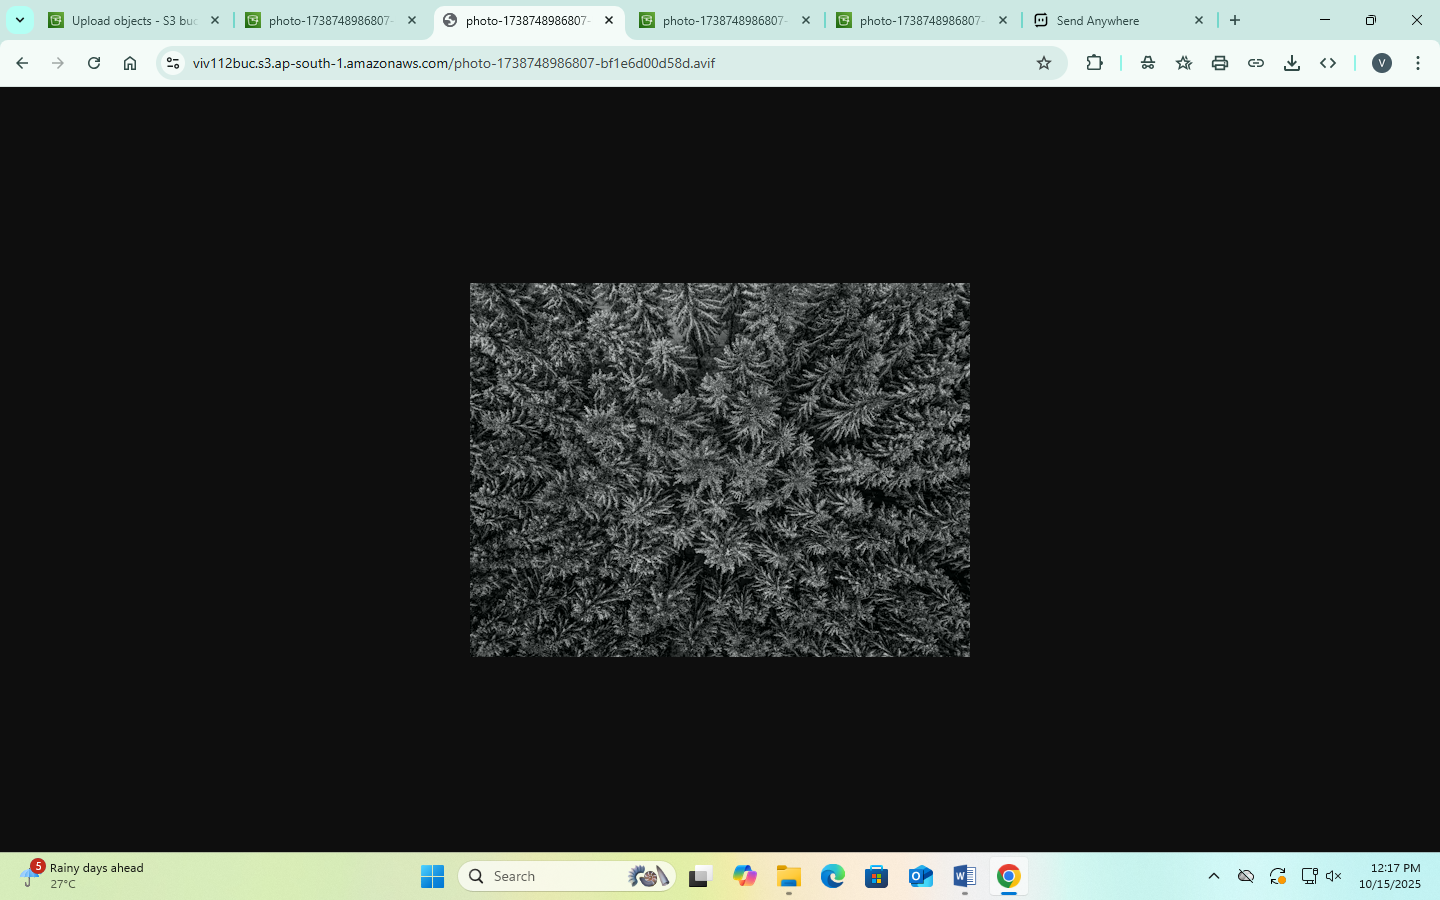 Upload objects - S3 buc
photo-1738748986807-
photo-1738748986807-
photo-1738748986807-
photo-1738748986807-
Send Anywhere
viv112buc.s3.ap-south-1.amazonaws.com/photo-1738748986807-bf1e6d00d58d.avif
V
5
Rainy days ahead
27°C
Search
12:17 PM
10/15/2025